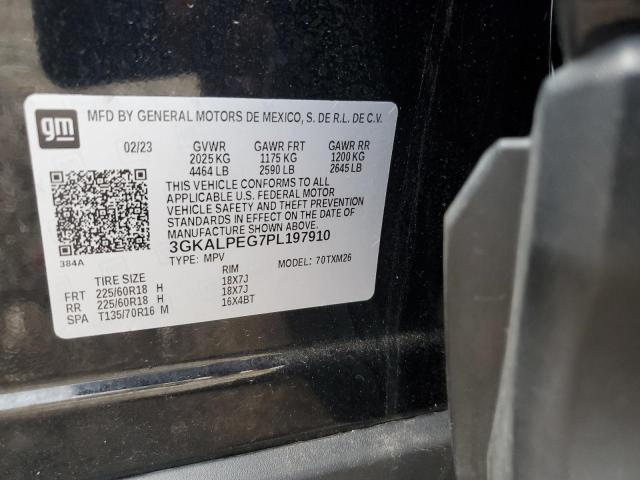 gm
MFD BY GENERAL MOTORS DE MEXICO, S. DE R.L. DE C.V.
02/23 GVWR GAWR FRT GAWR RR
2025 KG 1175 KG 1200 KG
4464 LB 2590 LB 2645 LB
THIS VEHICLE CONFORMS TO ALL
APPLICABLE U.S. FEDERAL MOTOR
VEHICLE SAFETY AND THEFT PREVENTION
STANDARDS IN EFFECT ON THE DATE OF
MANUFACTURE SHOWN ABOVE.
3GKALPEG7PL197910
384A TYPE: MPV MODEL: 70TXM26
TIRE SIZE RIM
FRT 225/60R18 H 18X7J
RR 225/60R18 H 18X7J
SPA T135/70R16 M 16X4BT